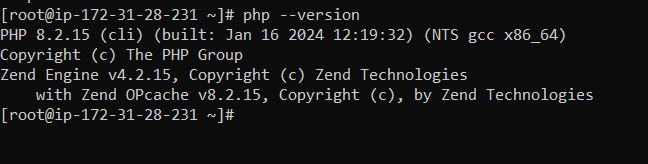 [root@ip-172-31-28-231 ~]# php --version
PHP 8.2.15 (cli) (built: Jan 16 2024 12:19:32) (NTS gcc x86_64)
Copyright (c) The PHP Group
Zend Engine v4.2.15, Copyright (c) Zend Technologies
    with Zend OPcache v8.2.15, Copyright (c), by Zend Technologies
[root@ip-172-31-28-231 ~]#